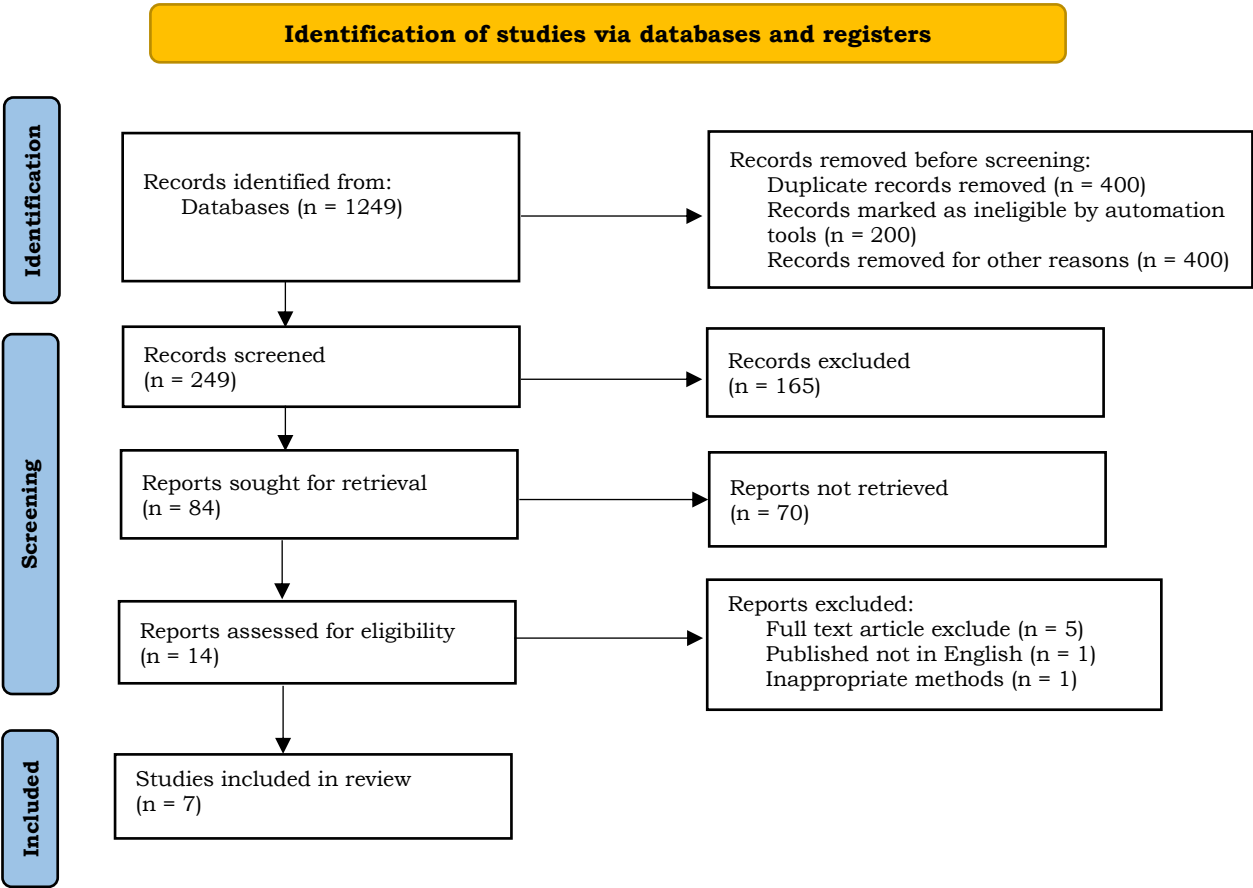 Identification of studies via databases and registers
Identification
Records identified from:
Databases (n = 1249)
Records removed before screening:
Duplicate records removed (n = 400)
Records marked as ineligible by automation
tools (n = 200)
Records removed for other reasons (n = 400)
Screening
Records screened
(n = 249)
Records excluded
(n = 165)
Reports sought for retrieval
(n = 84)
Reports not retrieved
(n = 70)
Reports assessed for eligibility
(n = 14)
Reports excluded:
Full text article exclude (n = 5)
Published not in English (n = 1)
Inappropriate methods (n = 1)
Included
Studies included in review
(n = 7)